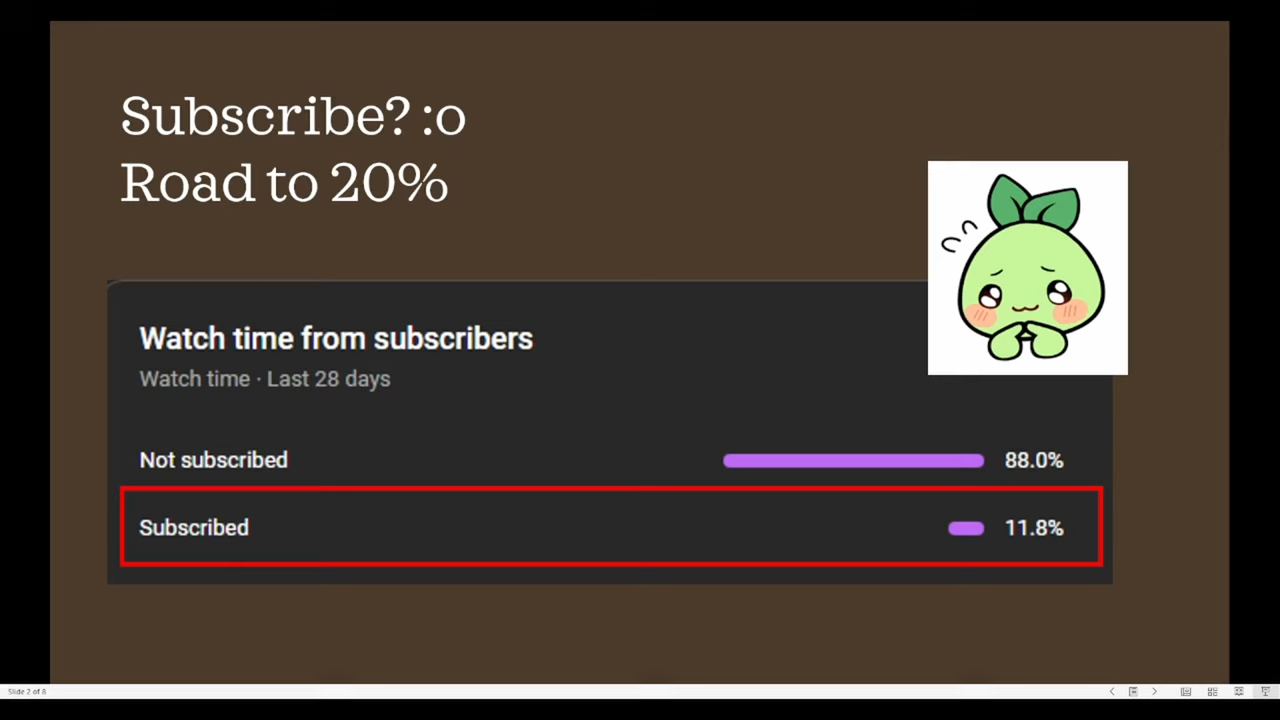 Subscribe? :o
Road to 20%
Watch time from subscribers
Watch time · Last 28 days
Not subscribed 88.0%
Subscribed 11.8%
Slide 2 of 8